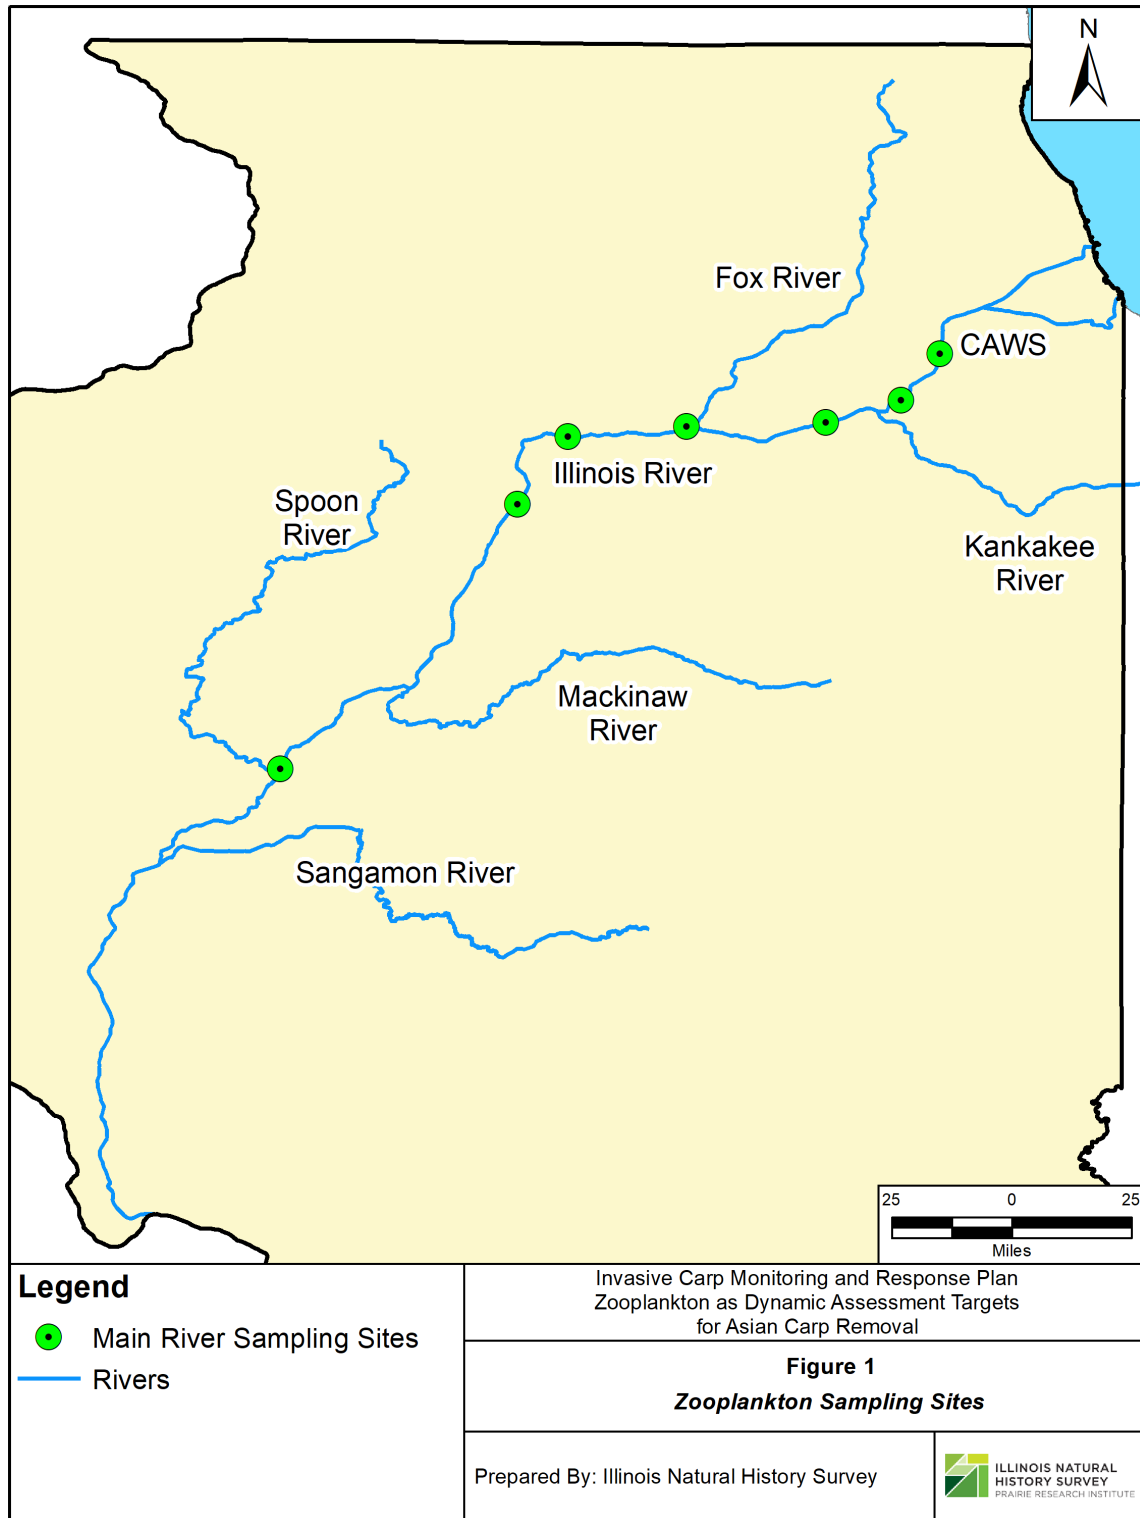 N
Fox River
CAWS
Illinois River
Spoon
River
Kankakee
River
Mackinaw
River
Sangamon River
25 0 25
Miles
Legend
Main River Sampling Sites
Rivers
Invasive Carp Monitoring and Response Plan
Zooplankton as Dynamic Assessment Targets
for Asian Carp Removal
Figure 1
Zooplankton Sampling Sites
Prepared By: Illinois Natural History Survey
ILLINOIS NATURAL
HISTORY SURVEY
PRAIRIE RESEARCH INSTITUTE